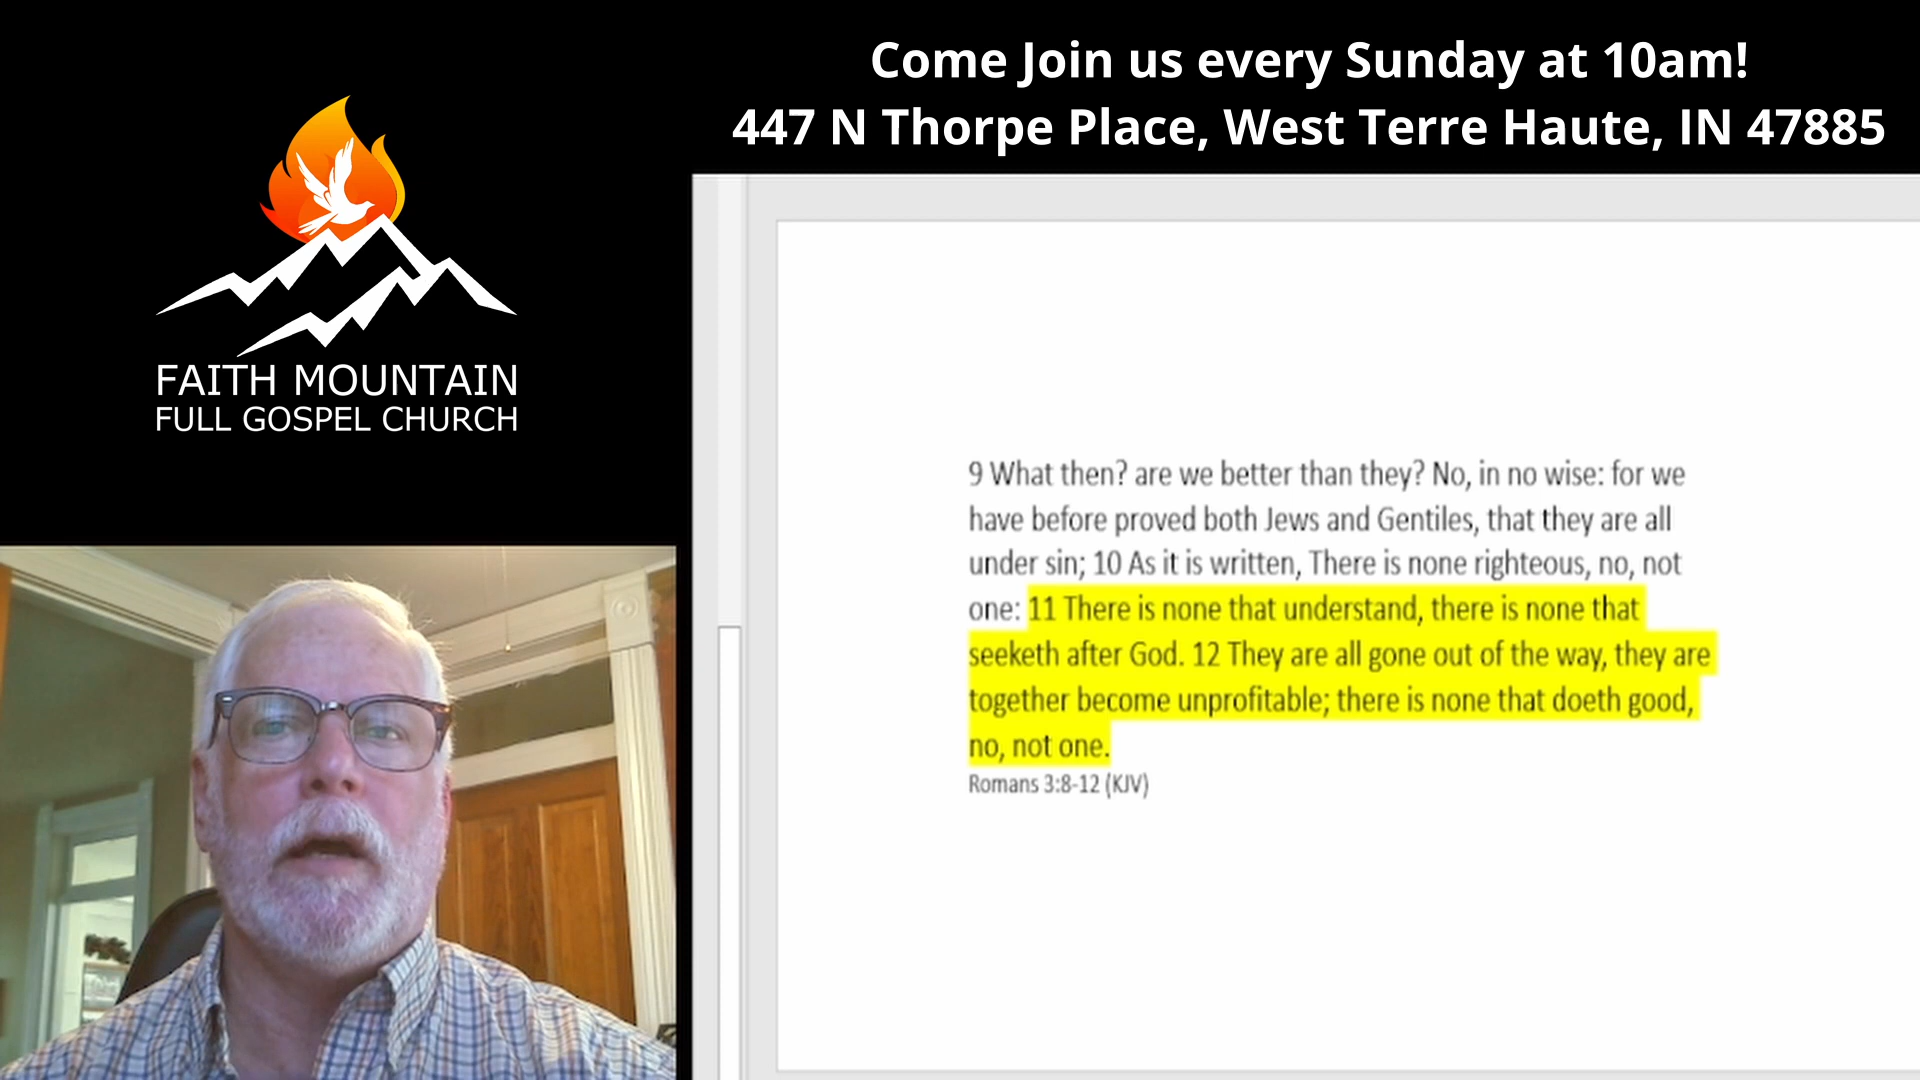 Come Join us every Sunday at 10am!
447 N Thorpe Place, West Terre Haute, IN 47885
FAITH MOUNTAIN
FULL GOSPEL CHURCH
9 What then? are we better than they? No, in no wise: for we
have before proved both Jews and Gentiles, that they are all
under sin; 10 As it is written, There is none righteous, no, not
one: 11 There is none that understand, there is none that
seeketh after God. 12 They are all gone out of the way, they are
together become unprofitable; there is none that doeth good,
no, not one.
Romans 3:8-12 (KJV)